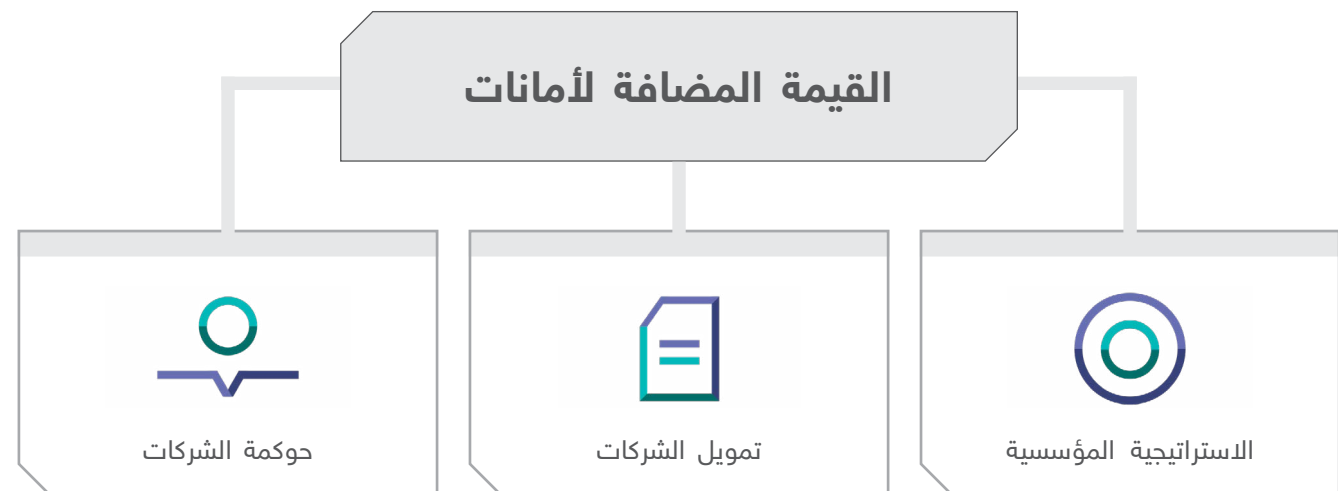 القيمة المضافة لأمانات
الاستراتيجية المؤسسية
تمويل الشركات
حوكمة الشركات